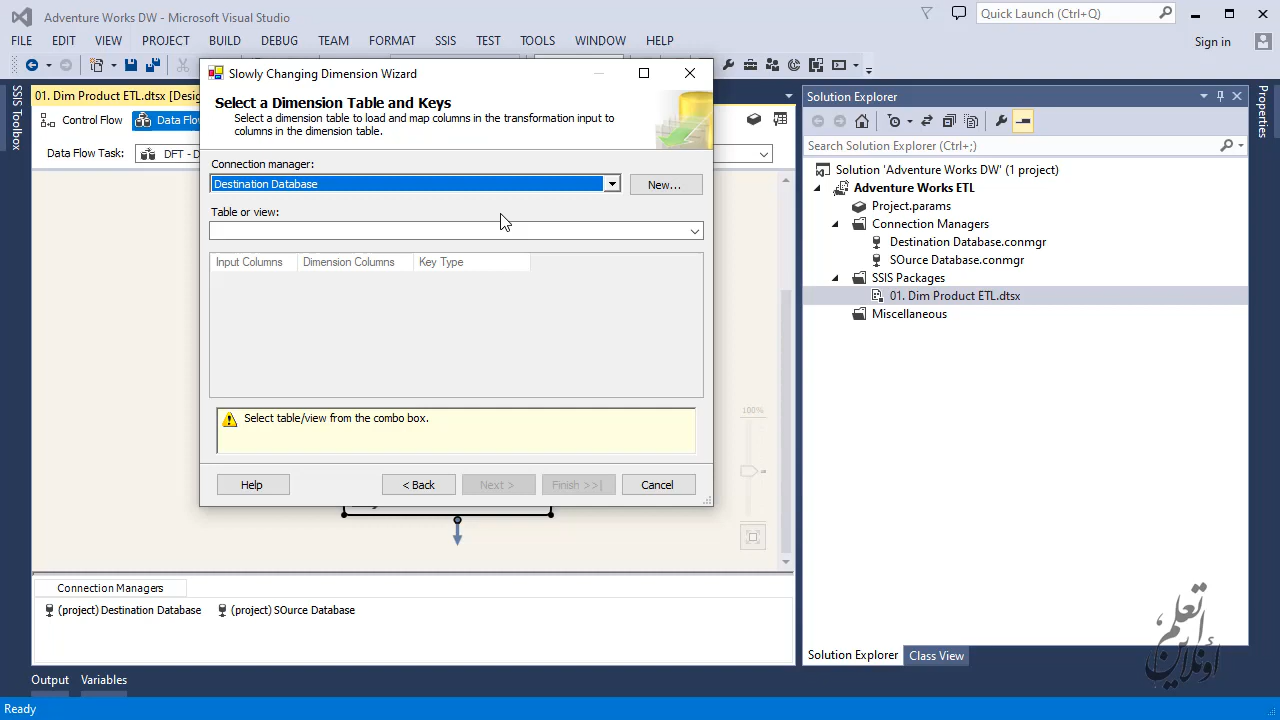 Adventure Works DW - Microsoft Visual Studio
Quick Launch (Ctrl+Q)
FILE EDIT VIEW PROJECT BUILD DEBUG TEAM FORMAT SSIS TEST TOOLS WINDOW HELP
Sign in
SSIS Toolbox
01. Dim Product ETL.dtsx [Desig
Control Flow
Data Flow
Data Flow Task:
DFT - D
Slowly Changing Dimension Wizard
Select a Dimension Table and Keys
Select a dimension table to load and map columns in the transformation input to
columns in the dimension table.
Connection manager:
Destination Database
New...
Table or view:
Input Columns Dimension Columns Key Type
Select table/view from the combo box.
Help < Back Next > Finish >>| Cancel
100%
Connection Managers
(project) Destination Database (project) SOurce Database
Output Variables
Ready
Solution Explorer
Search Solution Explorer (Ctrl+;)
Solution 'Adventure Works DW' (1 project)
Adventure Works ETL
Project.params
Connection Managers
Destination Database.conmgr
SOurce Database.conmgr
SSIS Packages
01. Dim Product ETL.dtsx
Miscellaneous
Solution Explorer Class View
Properties
أتعلم
أونلاين